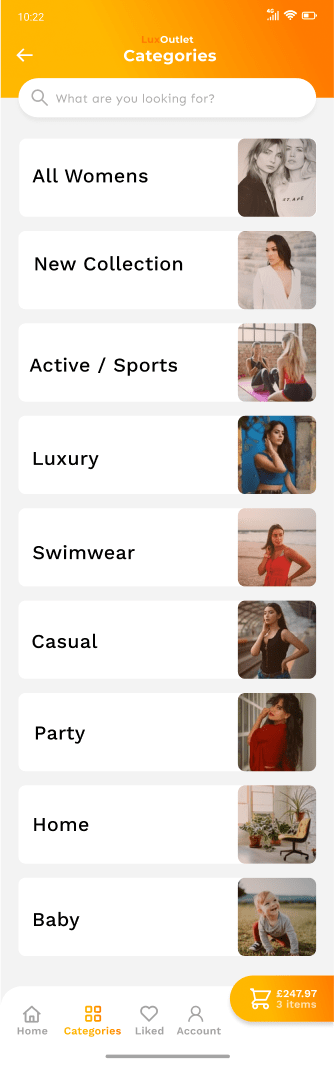 10:22
4G
LuxOutlet
Categories
What are you looking for?
All Womens
New Collection
Active / Sports
Luxury
Swimwear
Casual
Party
Home
Baby
£247.97
3 items
Home
Categories
Liked
Account